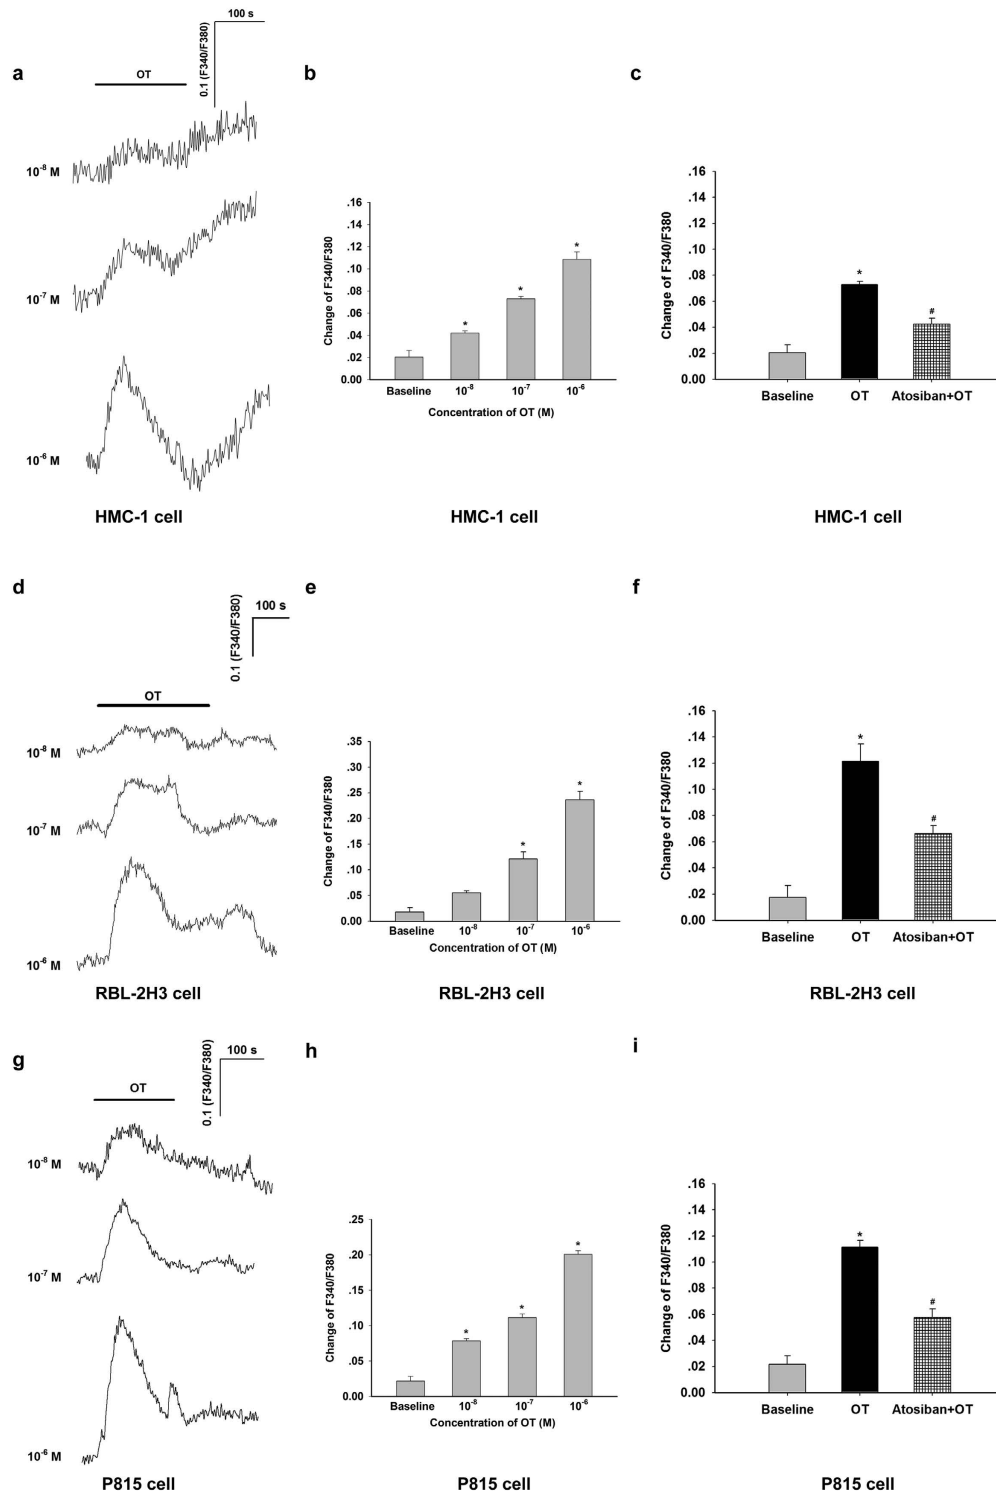 a
100 s
0.1 (F340/F380)
OT
10-8 M
10-7 M
10-6 M
HMC-1 cell
b
.16
.14
.12
.10
.08
.06
.04
.02
0.00
Change of F340/F380
*
*
*
Baseline 10-8 10-7 10-6
Concentration of OT (M)
HMC-1 cell
c
.16
.14
.12
.10
.08
.06
.04
.02
0.00
Change of F340/F380
*
#
Baseline OT Atosiban+OT
HMC-1 cell
d
100 s
0.1 (F340/F380)
OT
10-8 M
10-7 M
10-6 M
RBL-2H3 cell
e
.35
.30
.25
.20
.15
.10
.05
0.00
Change of F340/F380
*
*
Baseline 10-8 10-7 10-6
Concentration of OT (M)
RBL-2H3 cell
f
.16
.14
.12
.10
.08
.06
.04
.02
0.00
Change of F340/F380
*
#
Baseline OT Atosiban+OT
RBL-2H3 cell
g
100 s
0.1 (F340/F380)
OT
10-8 M
10-7 M
10-6 M
P815 cell
h
.25
.20
.15
.10
.05
0.00
Change of F340/F380
*
*
*
Baseline 10-8 10-7 10-6
Concentration of OT (M)
P815 cell
i
.16
.14
.12
.10
.08
.06
.04
.02
0.00
Change of F340/F380
*
#
Baseline OT Atosiban+OT
P815 cell